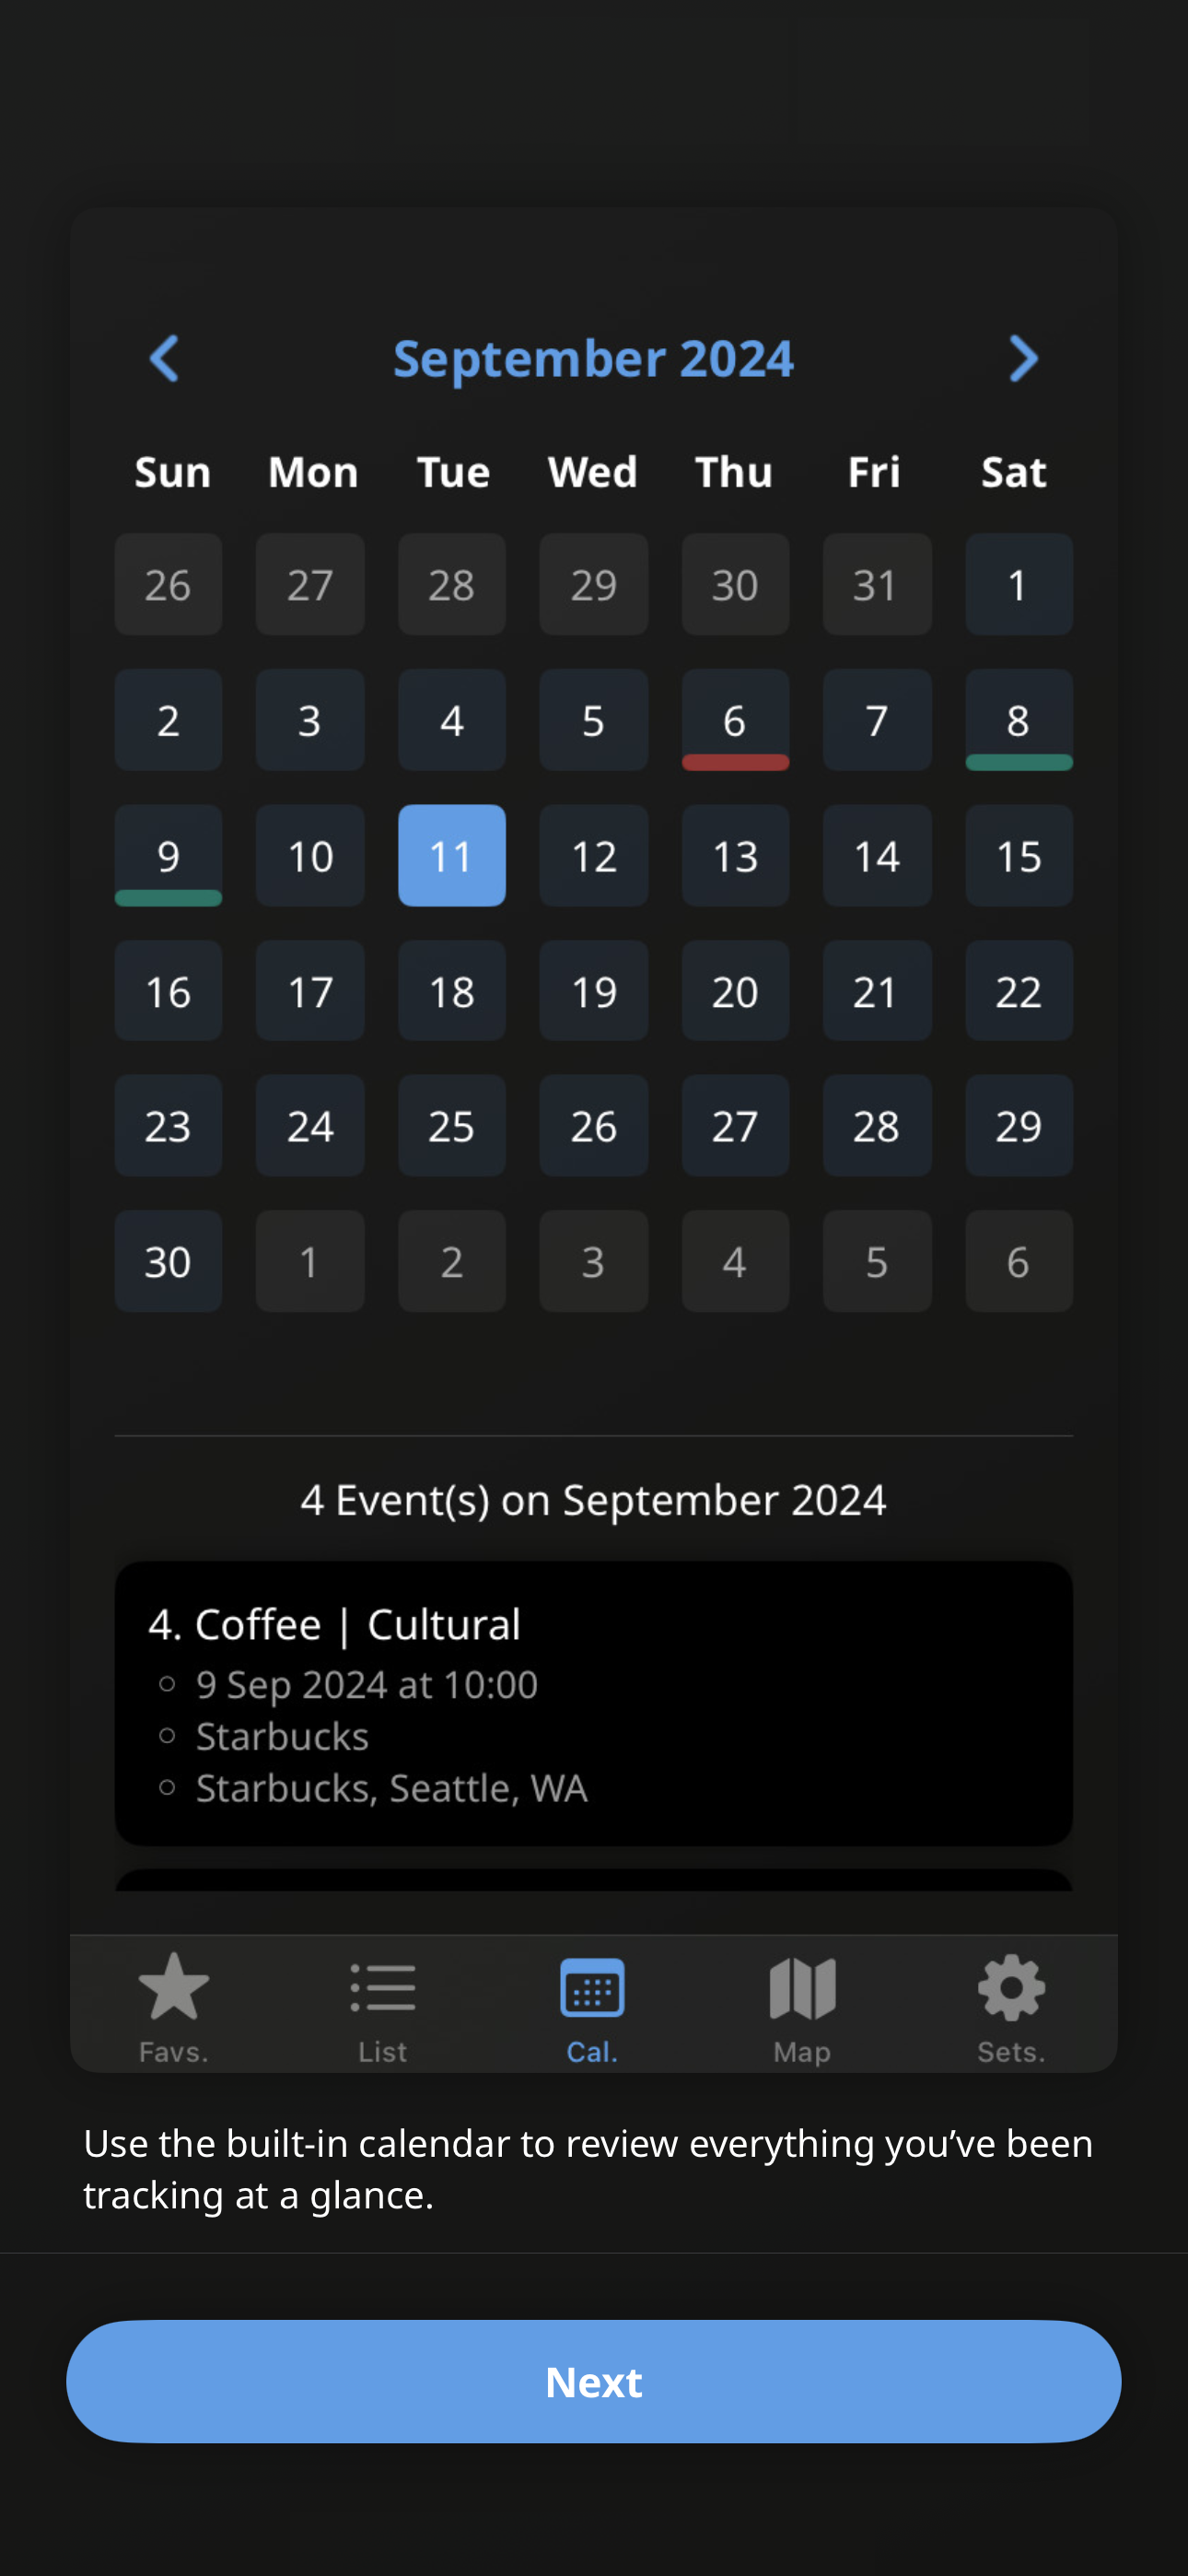 September 2024
Sun Mon Tue Wed Thu Fri Sat
26 27 28 29 30 31 1
2 3 4 5 6 7 8
9 10 11 12 13 14 15
16 17 18 19 20 21 22
23 24 25 26 27 28 29
30 1 2 3 4 5 6
4 Event(s) on September 2024
4. Coffee | Cultural
9 Sep 2024 at 10:00
Starbucks
Starbucks, Seattle, WA
Favs. List Cal. Map Sets.
Use the built-in calendar to review everything you’ve been
tracking at a glance.
Next